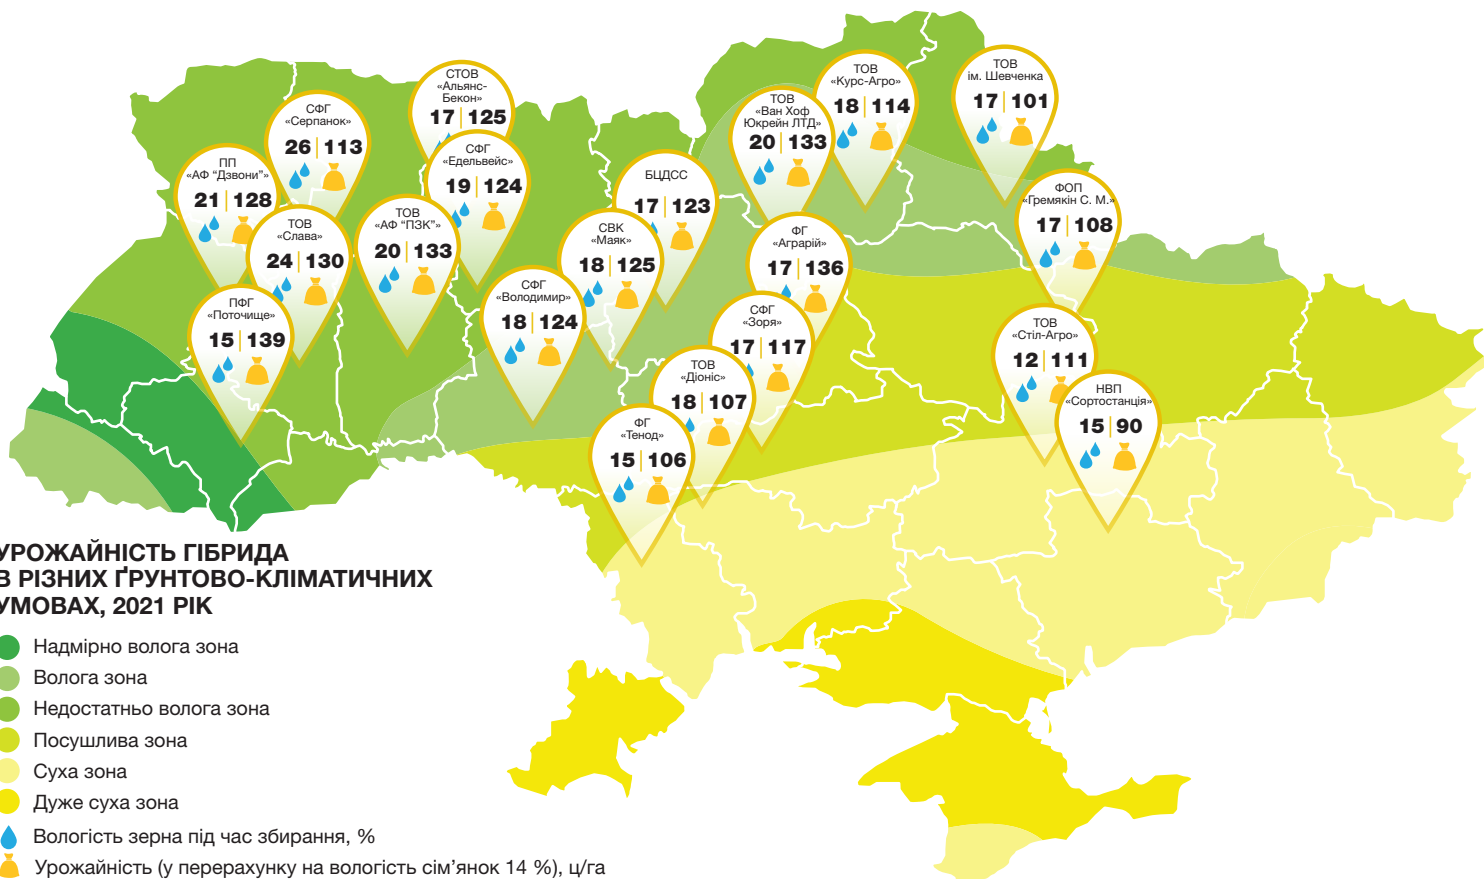 СТОВ
«Альянс-
Бекон»
17 | 125
ТОВ
«Курс-Агро»
18 | 114
ТОВ
ім. Шевченка
17 | 101
СФГ
«Серпанок»
26 | 113
ТОВ
«Ван Хоф
Юкрейн ЛТД»
20 | 133
СФГ
«Едельвейс»
19 | 124
ПП
«АФ “Дзвони”»
21 | 128
БЦДСС
17 | 123
ФОП
«Гремякін С. М.»
17 | 108
ТОВ
«Слава»
24 | 130
ТОВ
«АФ “ПЗК”»
20 | 133
СВК
«Маяк»
18 | 125
ФГ
«Аграрій»
17 | 136
СФГ
«Володимир»
18 | 124
ПФГ
«Поточище»
15 | 139
СФГ
«Зоря»
17 | 117
ТОВ
«Стіл-Агро»
12 | 111
ТОВ
«Діоніс»
18 | 107
НВП
«Сортостанція»
15 | 90
ФГ
«Тенод»
15 | 106
УРОЖАЙНІСТЬ ГІБРИДА
В РІЗНИХ ҐРУНТОВО-КЛІМАТИЧНИХ
УМОВАХ, 2021 РІК
Надмірно волога зона
Волога зона
Недостатньо волога зона
Посушлива зона
Суха зона
Дуже суха зона
Вологість зерна під час збирання, %
Урожайність (у перерахунку на вологість сім’янок 14 %), ц/га